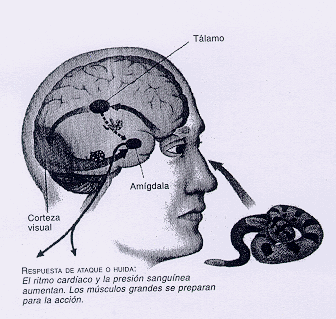 Tálamo
Amígdala
Corteza
visual
RESPUESTA DE ATAQUE O HUIDA:
El ritmo cardíaco y la presión sanguínea
aumentan. Los músculos grandes se preparan
para la acción.